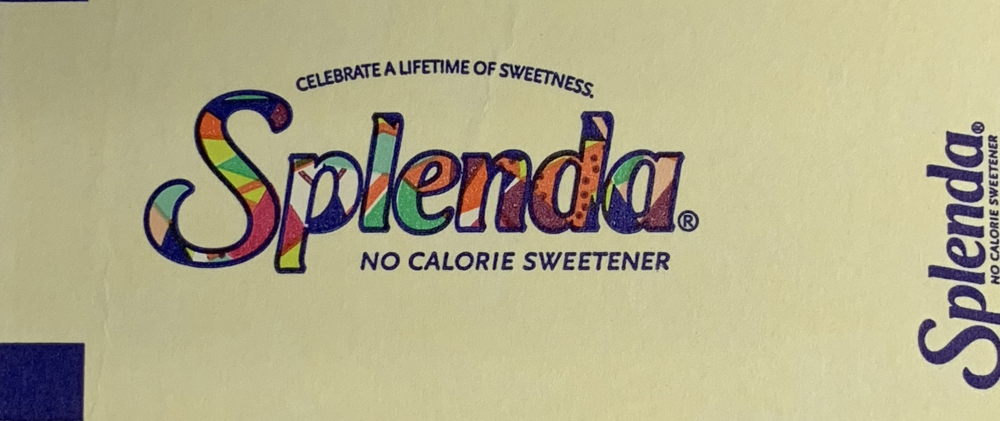 CELEBRATE A LIFETIME OF SWEETNESS.
Splenda®
NO CALORIE SWEETENER
Splenda®
NO CALORIE SWEETENER